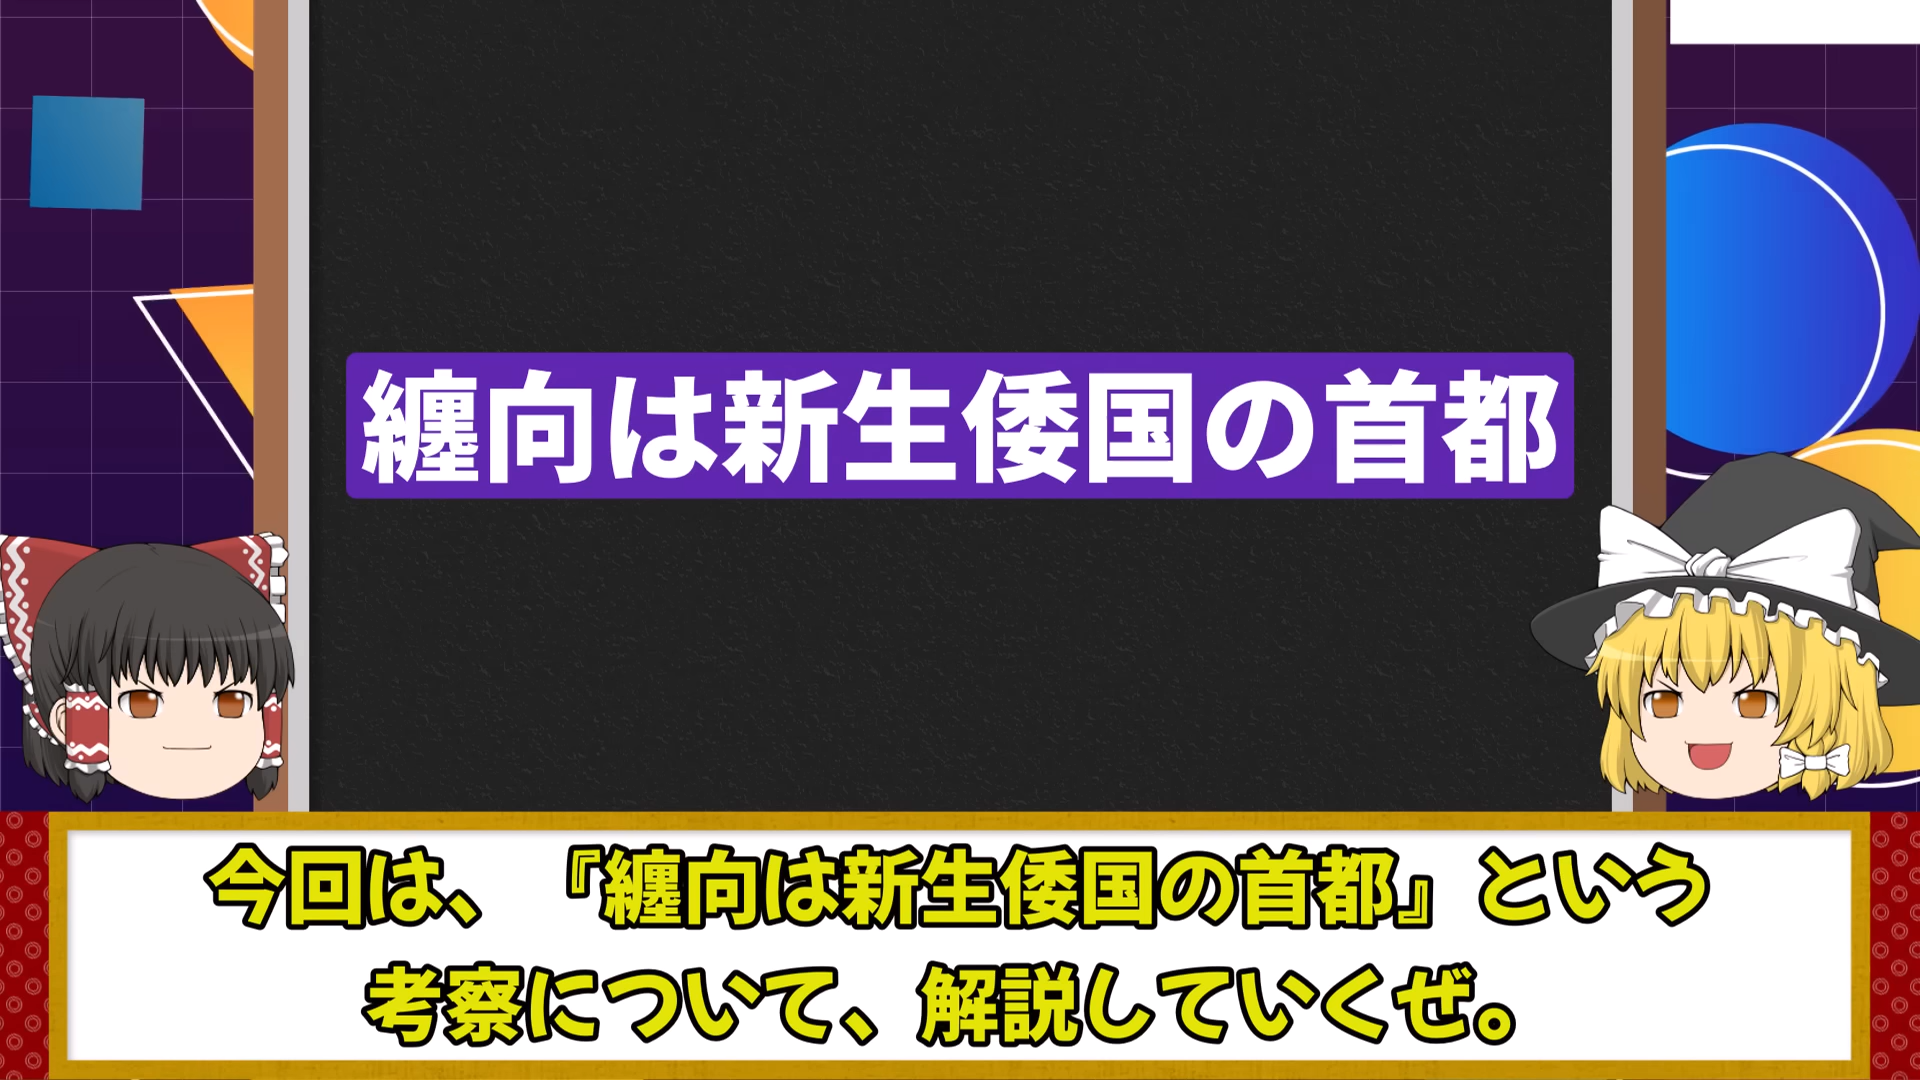 纏向は新生倭国の首都
今回は、『纏向は新生倭国の首都』という
考察について、解説していくぜ。